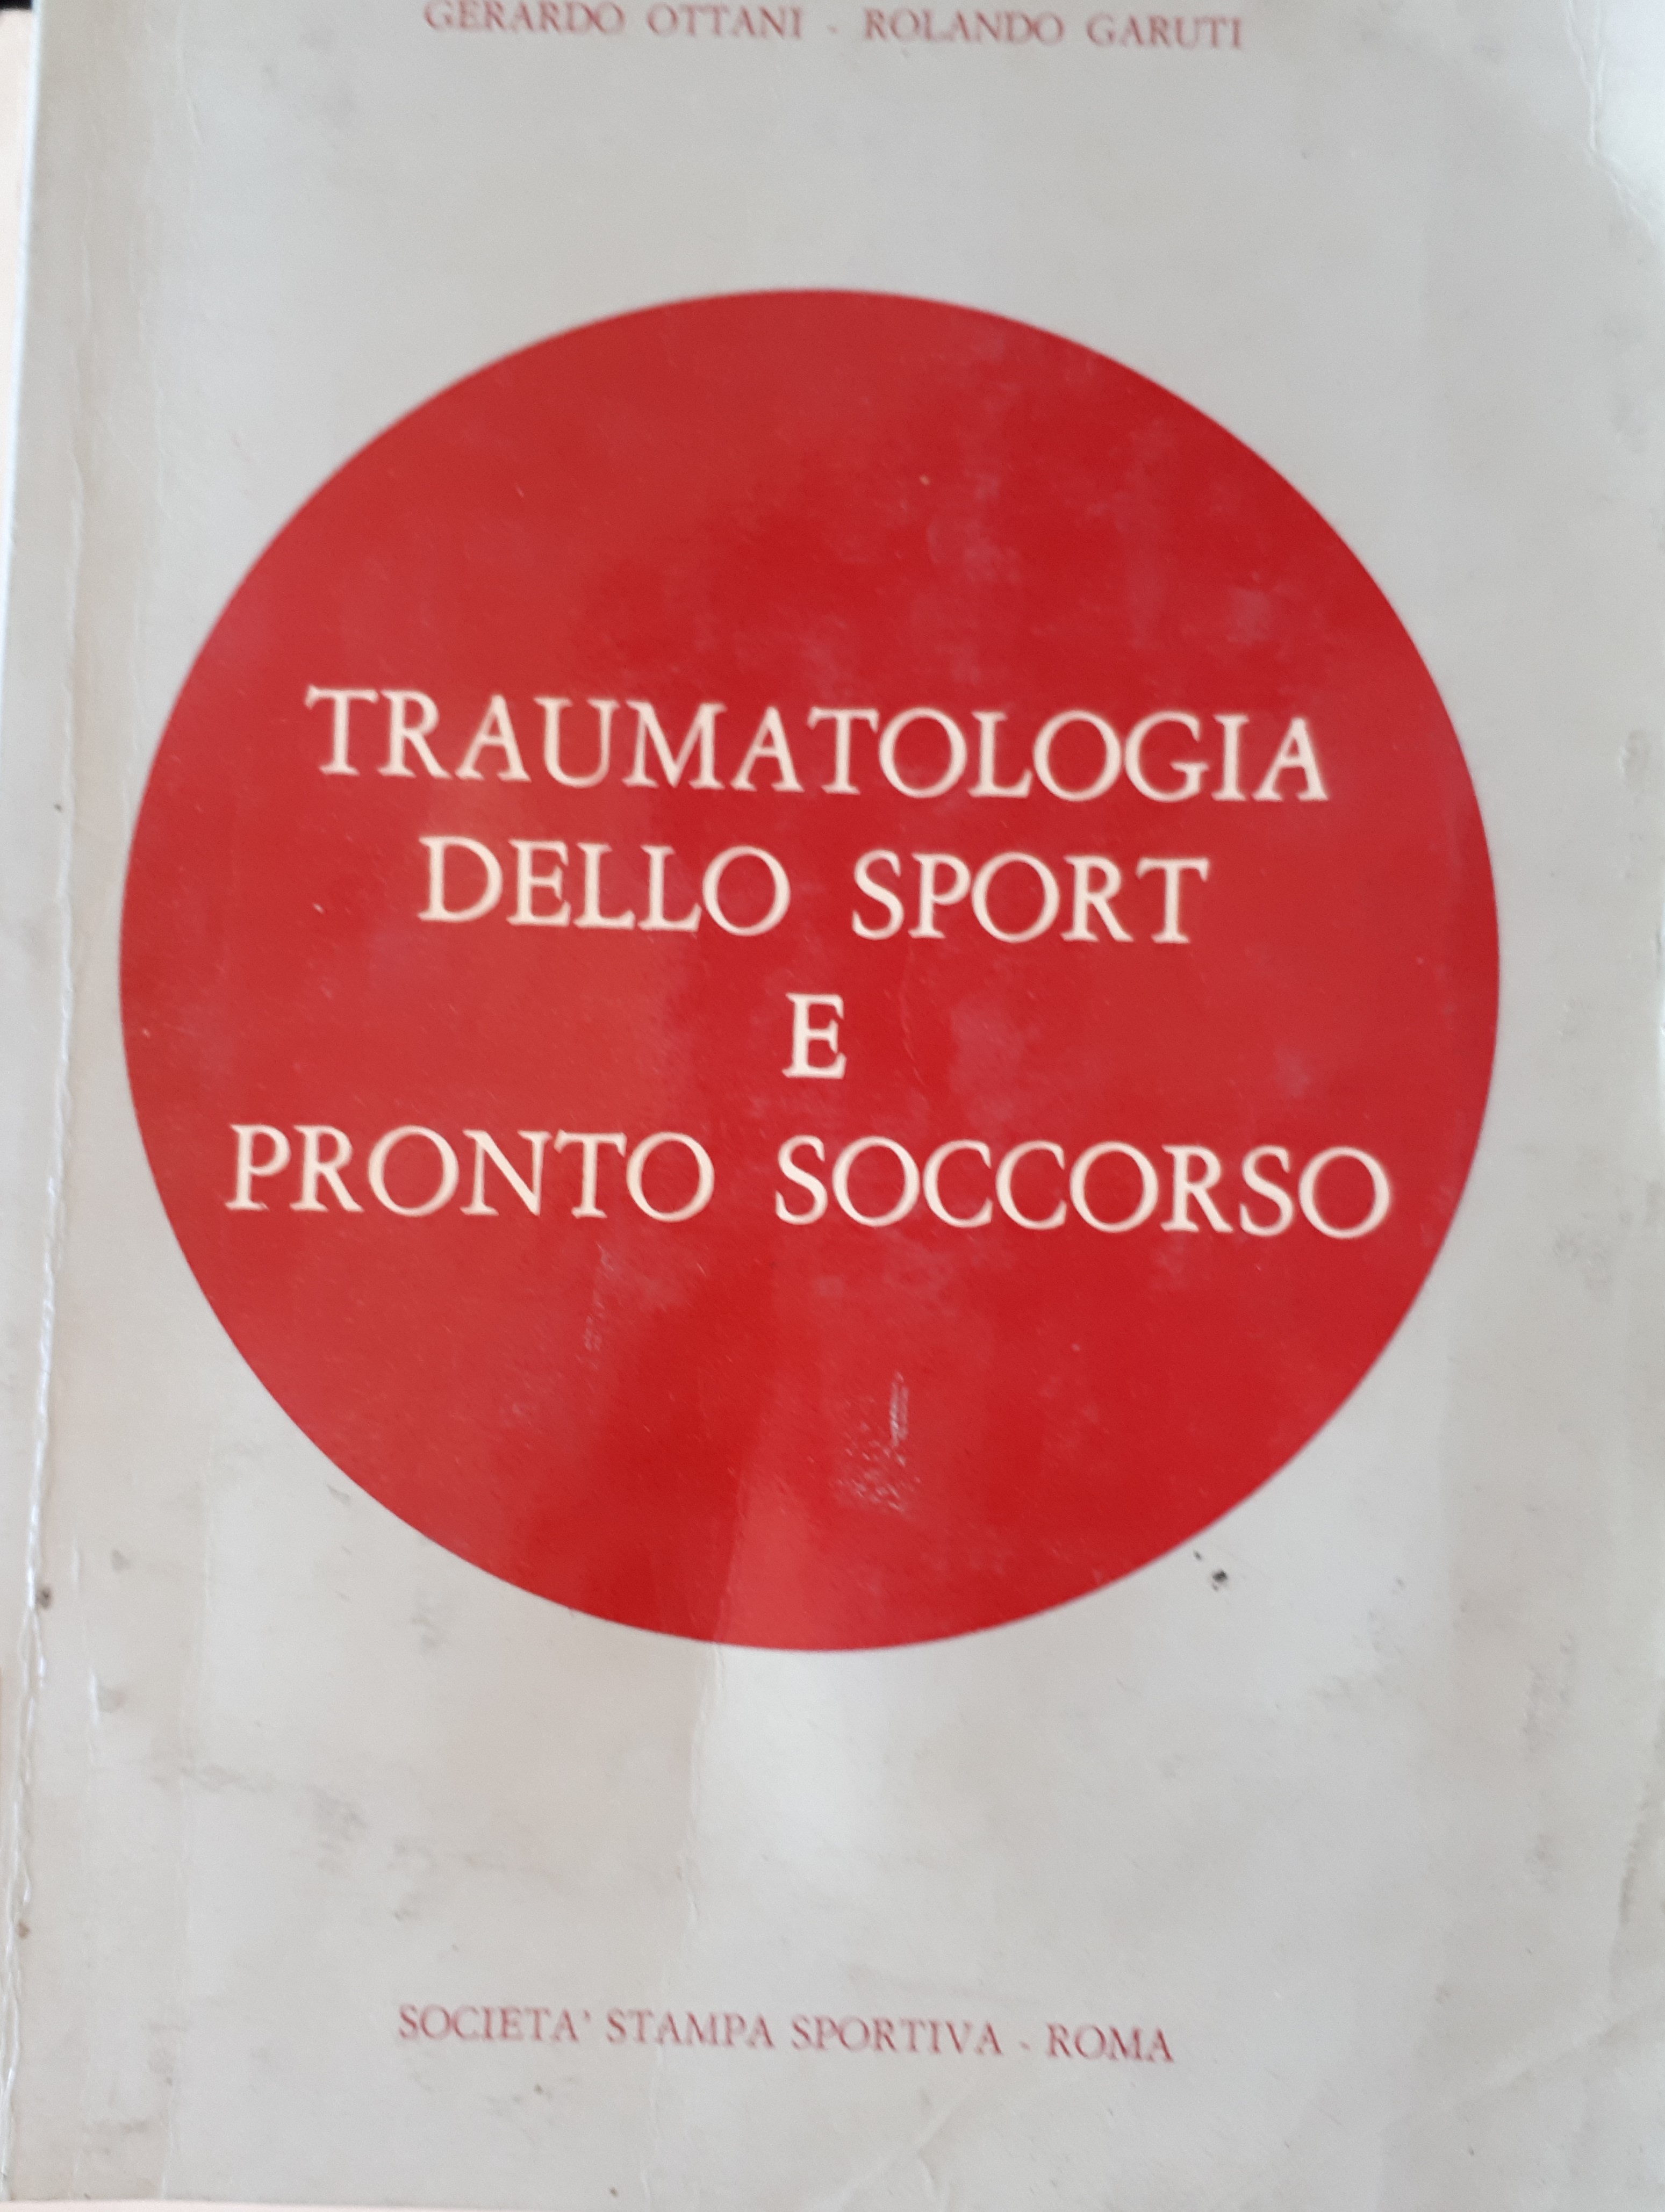 GERARDO OTTANI - ROLANDO GARUTI
TRAUMATOLOGIA
DELLO SPORT
E
PRONTO SOCCORSO
SOCIETA' STAMPA SPORTIVA - ROMA